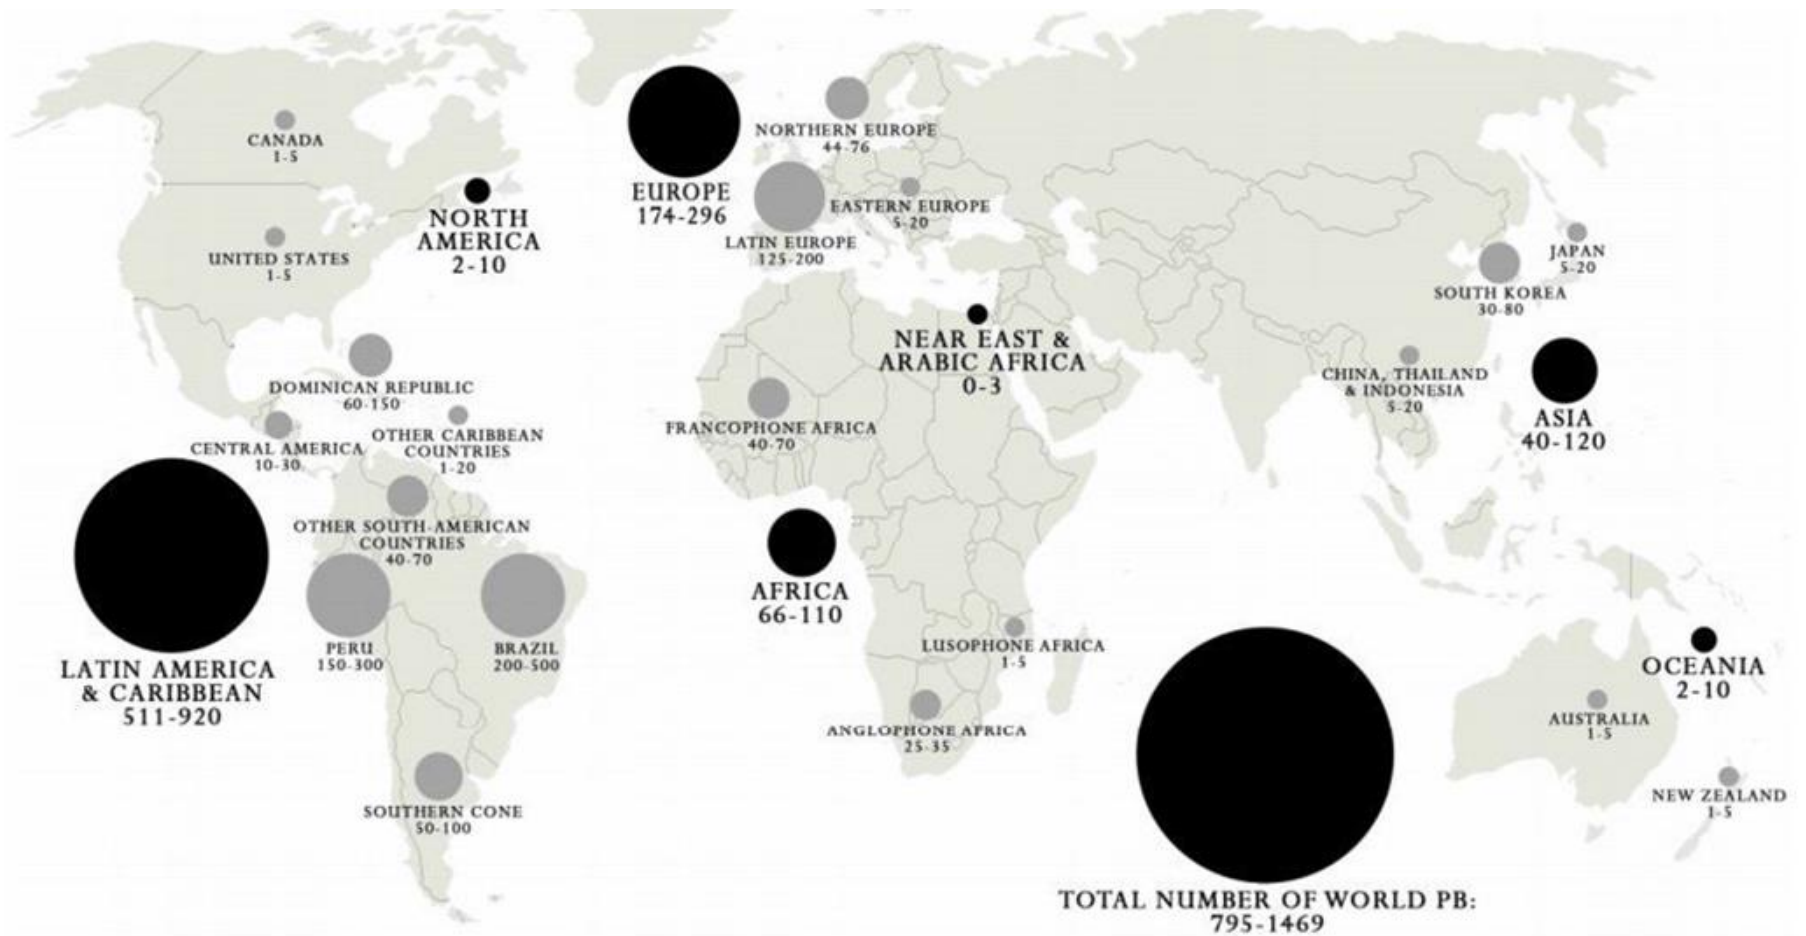 CANADA
1-5
NORTH
AMERICA
2-10
UNITED STATES
1-5
DOMINICAN REPUBLIC
60-150
CENTRAL AMERICA
10-30
OTHER CARIBBEAN
COUNTRIES
1-20
OTHER SOUTH-AMERICAN
COUNTRIES
40-70
LATIN AMERICA
& CARIBBEAN
511-920
PERU
150-300
BRAZIL
200-500
SOUTHERN CONE
50-100
EUROPE
174-296
NORTHERN EUROPE
44-76
EASTERN EUROPE
5-20
LATIN EUROPE
125-200
NEAR EAST &
ARABIC AFRICA
0-3
FRANCOPHONE AFRICA
40-70
AFRICA
66-110
LUSOPHONE AFRICA
1-5
ANGLOPHONE AFRICA
25-35
JAPAN
5-20
SOUTH KOREA
30-80
CHINA, THAILAND
& INDONESIA
5-20
ASIA
40-120
OCEANIA
2-10
AUSTRALIA
1-5
NEW ZEALAND
1-5
TOTAL NUMBER OF WORLD PB:
795-1469